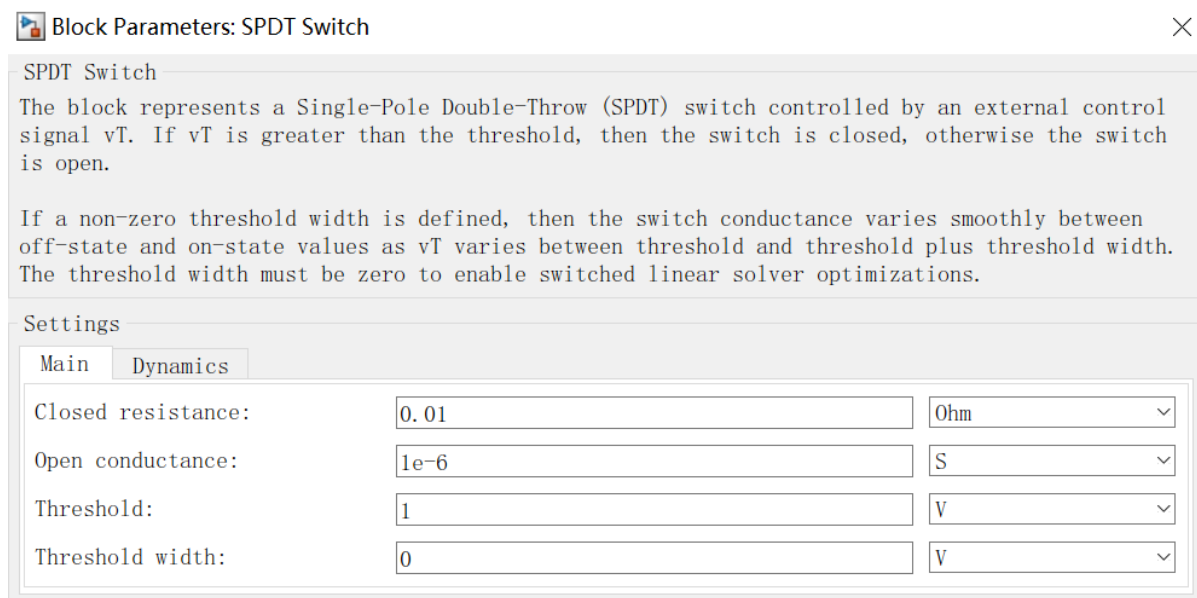 Block Parameters: SPDT Switch
SPDT Switch
The block represents a Single-Pole Double-Throw (SPDT) switch controlled by an external control
signal vT. If vT is greater than the threshold, then the switch is closed, otherwise the switch
is open.
If a non-zero threshold width is defined, then the switch conductance varies smoothly between
off-state and on-state values as vT varies between threshold and threshold plus threshold width.
The threshold width must be zero to enable switched linear solver optimizations.
Settings
Main Dynamics
Closed resistance: 0.01 Ohm
Open conductance: 1e-6 S
Threshold: 1 V
Threshold width: 0 V